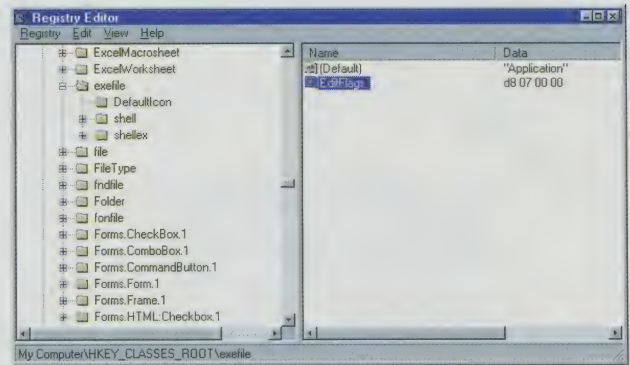 Registry Editor
Registry Edit View Help
ExcelMacrosheet
ExcelWorksheet
exefile
DefaultIcon
shell
shellex
file
FileType
fndfile
Folder
fonfile
Forms.CheckBox.1
Forms.ComboBox.1
Forms.CommandButton.1
Forms.Form.1
Forms.Frame.1
Forms.HTML:Checkbox.1
Name Data
(Default) "Application"
EditFlags d8 07 00 00
My Computer\HKEY_CLASSES_ROOT\exefile